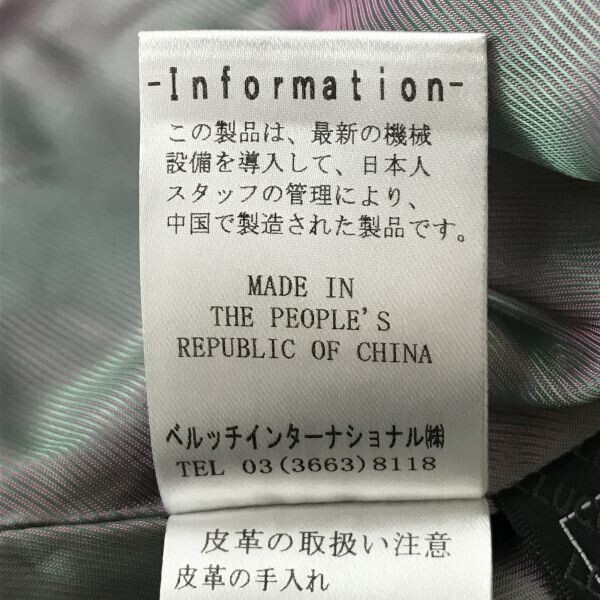 -Information-
この製品は、最新の機械
設備を導入して、日本人
スタッフの管理により、
中国で製造された製品です。
MADE IN
THE PEOPLE'S
REPUBLIC OF CHINA
ベルッチインターナショナル㈱
TEL 03(3663)8118
皮革の取扱い注意
皮革の手入れ